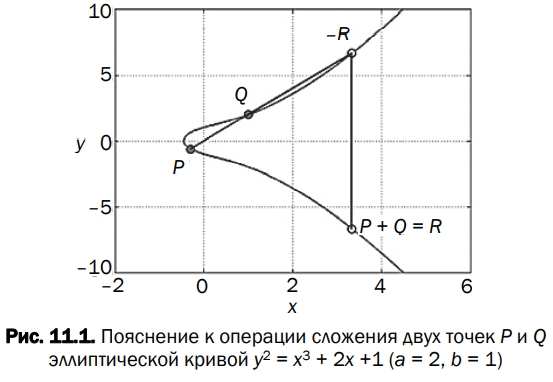 10
5
0
−5
−10
y
−2
0
2
4
6
x
−R
Q
P
P + Q = R
Рис. 11.1. Пояснение к операции сложения двух точек P и Q
эллиптической кривой y² = x³ + 2x +1 (a = 2, b = 1)